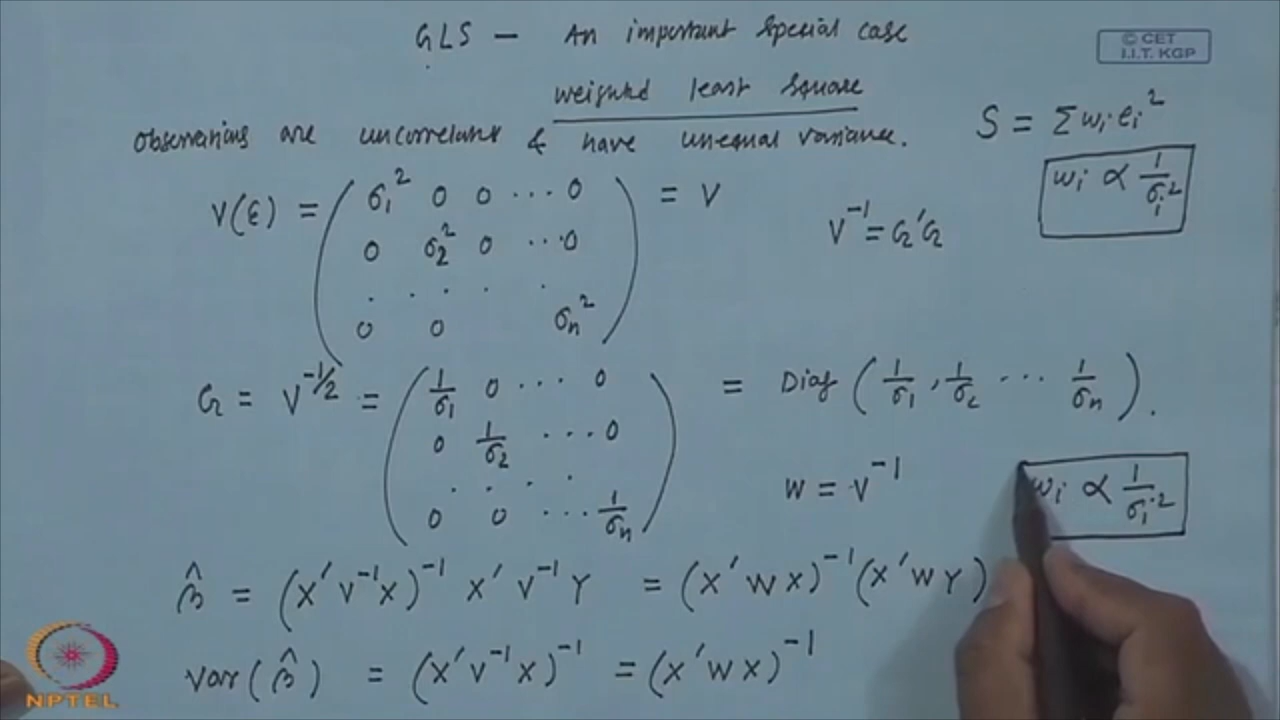 GLS — An important special case
© CET
I.I.T. KGP
weighted least square
observations are uncorrelated & have unequal variance.
S = Σ wᵢ eᵢ²
wᵢ ∝ 1/σᵢ²
V(ε) = ( σ₁² 0 0 ... 0 = V
0 σ₂² 0 ... 0
. . . . .
0 0 σₙ² )
V⁻¹ = G'G
G = V^(-1/2) = ( 1/σ₁ 0 ... 0 = Diag ( 1/σ₁ , 1/σ₂ ... 1/σₙ ) .
0 1/σ₂ ... 0
. . . . .
0 0 ... 1/σₙ )
W = V⁻¹
wᵢ ∝ 1/σᵢ²
β̂ = (X'V⁻¹X)⁻¹ X'V⁻¹Y = (X'WX)⁻¹ (X'WY)
Var(β̂) = (X'V⁻¹X)⁻¹ = (X'WX)⁻¹
NPTEL